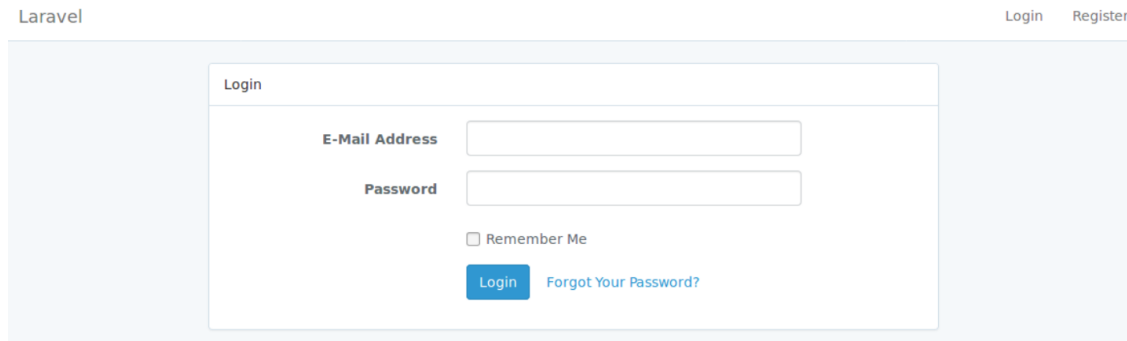 Laravel Login Register
Login
E-Mail Address
Password
Remember Me
Login Forgot Your Password?